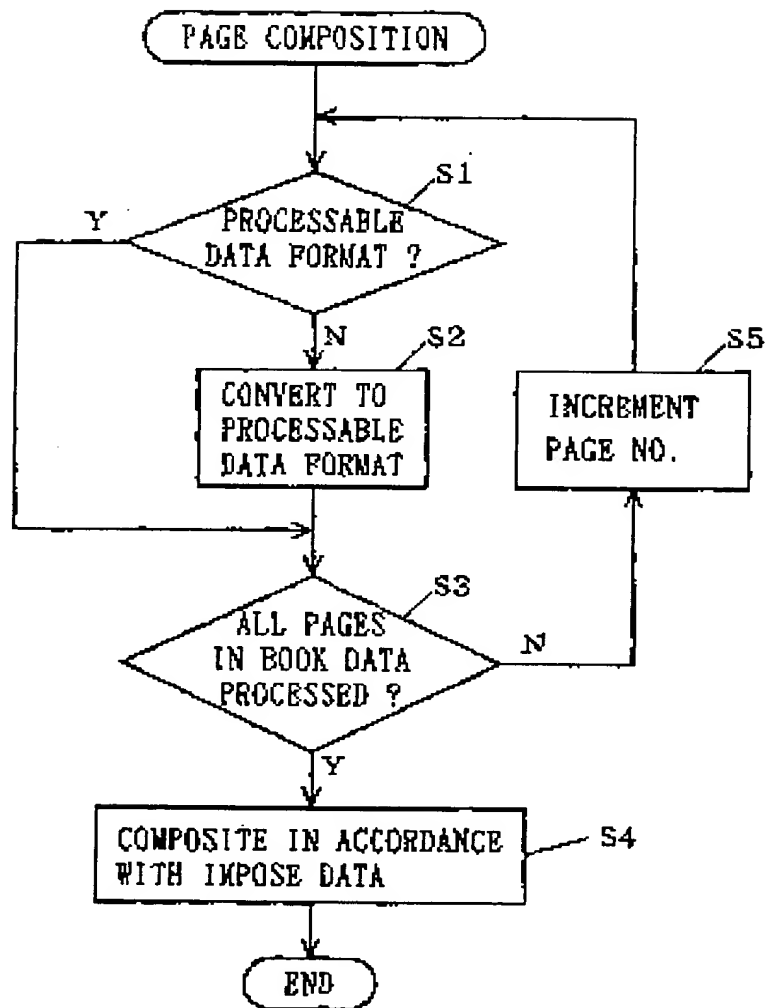 PAGE COMPOSITION
S1
Y
PROCESSABLE
DATA FORMAT ?
N
S2
S5
CONVERT TO
PROCESSABLE
DATA FORMAT
INCREMENT
PAGE NO.
S3
ALL PAGES
IN BOOK DATA
PROCESSED ?
N
Y
COMPOSITE IN ACCORDANCE
WITH IMPOSE DATA
S4
END